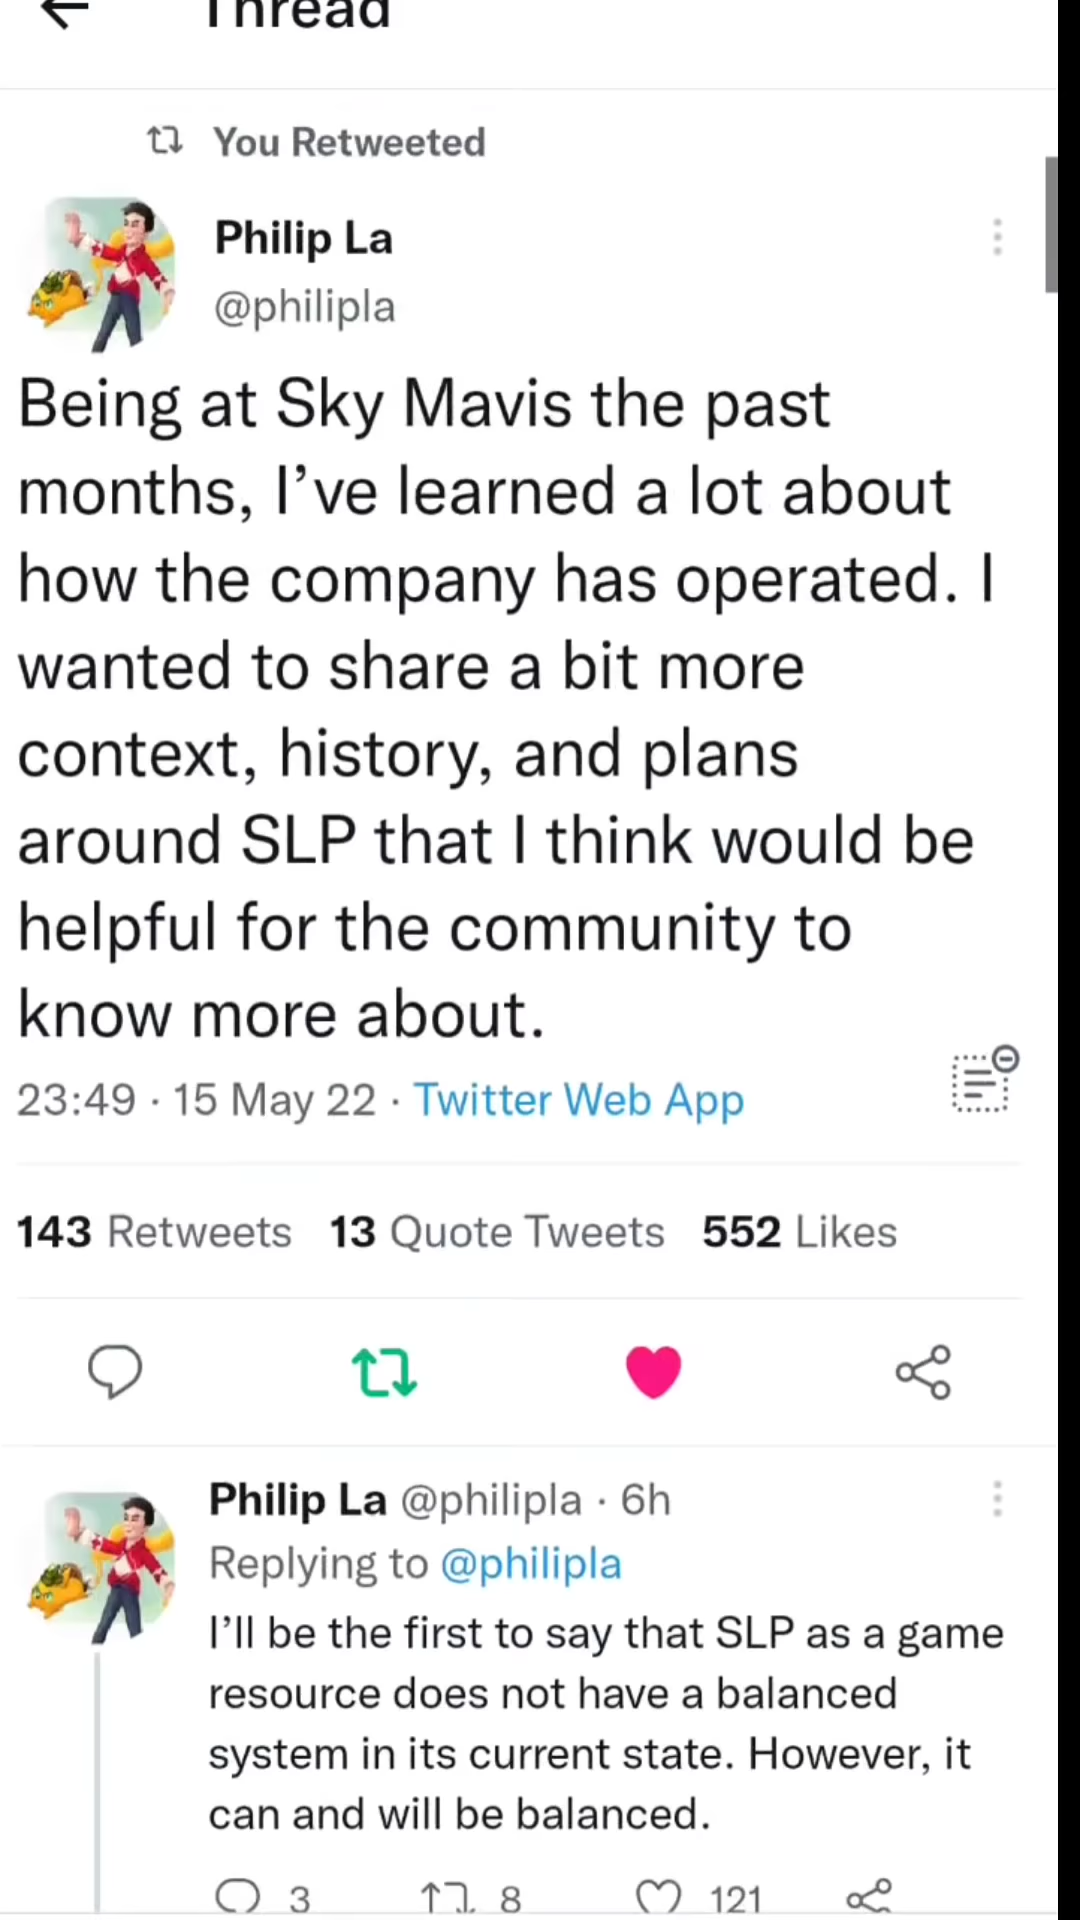 Thread
You Retweeted
Philip La
@philipla
Being at Sky Mavis the past
months, I’ve learned a lot about
how the company has operated. I
wanted to share a bit more
context, history, and plans
around SLP that I think would be
helpful for the community to
know more about.
23:49 · 15 May 22 · Twitter Web App
143 Retweets 13 Quote Tweets 552 Likes
Philip La @philipla · 6h
Replying to @philipla
I’ll be the first to say that SLP as a game
resource does not have a balanced
system in its current state. However, it
can and will be balanced.
3 8 121